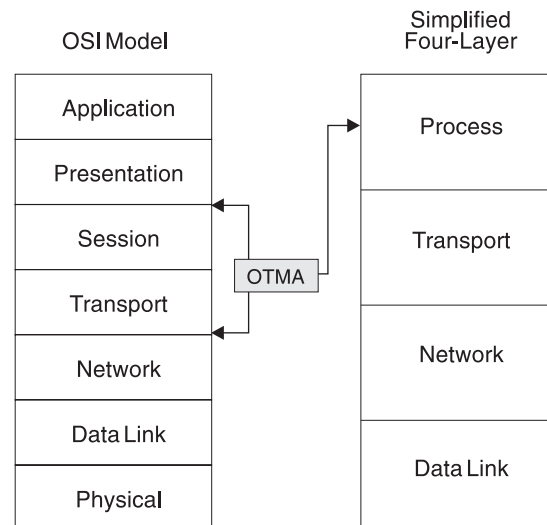 OSI Model
Application
Presentation
Session
Transport
Network
Data Link
Physical
OTMA
Simplified
Four-Layer
Process
Transport
Network
Data Link